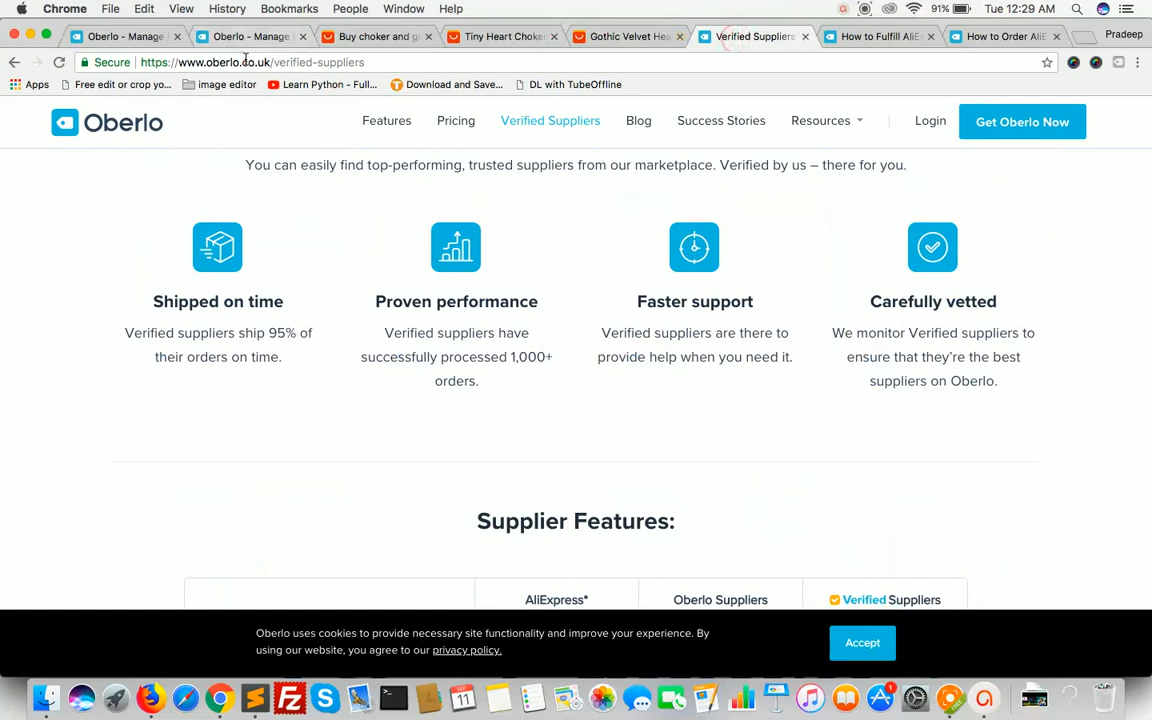 Chrome File Edit View History Bookmarks People Window Help 91% Tue 12:29 AM
Oberlo - Manage Oberlo - Manage Buy choker and g Tiny Heart Choker Gothic Velvet Hea Verified Suppliers How to Fulfill AliE How to Order AliE Pradeep
Secure https://www.oberlo.co.uk/verified-suppliers
Apps Free edit or crop yo... image editor Learn Python - Full... Download and Save... DL with TubeOffline
Oberlo Features Pricing Verified Suppliers Blog Success Stories Resources Login Get Oberlo Now
You can easily find top-performing, trusted suppliers from our marketplace. Verified by us – there for you.
Shipped on time
Verified suppliers ship 95% of
their orders on time.
Proven performance
Verified suppliers have
successfully processed 1,000+
orders.
Faster support
Verified suppliers are there to
provide help when you need it.
Carefully vetted
We monitor Verified suppliers to
ensure that they're the best
suppliers on Oberlo.
Supplier Features:
AliExpress* Oberlo Suppliers Verified Suppliers
Oberlo uses cookies to provide necessary site functionality and improve your experience. By
using our website, you agree to our privacy policy.
Accept